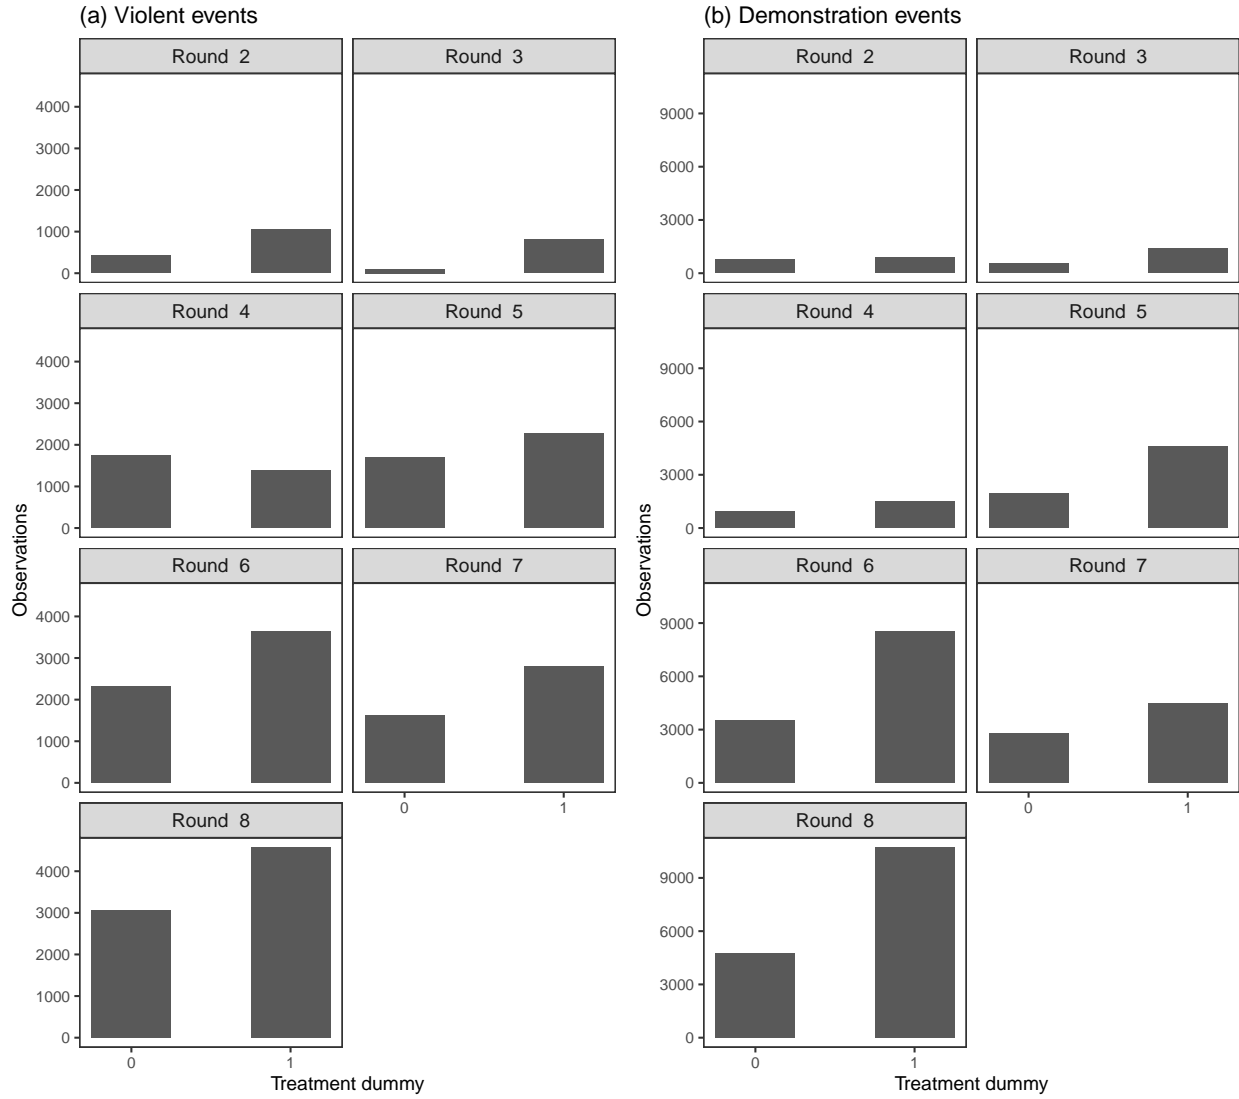 (a) Violent events
Round 2
Round 3
4000
3000
2000
1000
0
Round 4
Round 5
4000
3000
2000
1000
0
Round 6
Round 7
4000
3000
2000
1000
0
0
1
Round 8
4000
3000
2000
1000
0
0
1
Treatment dummy
Observations
(b) Demonstration events
Round 2
Round 3
9000
6000
3000
0
Round 4
Round 5
9000
6000
3000
0
Round 6
Round 7
9000
6000
3000
0
0
1
Round 8
9000
6000
3000
0
0
1
Treatment dummy
Observations